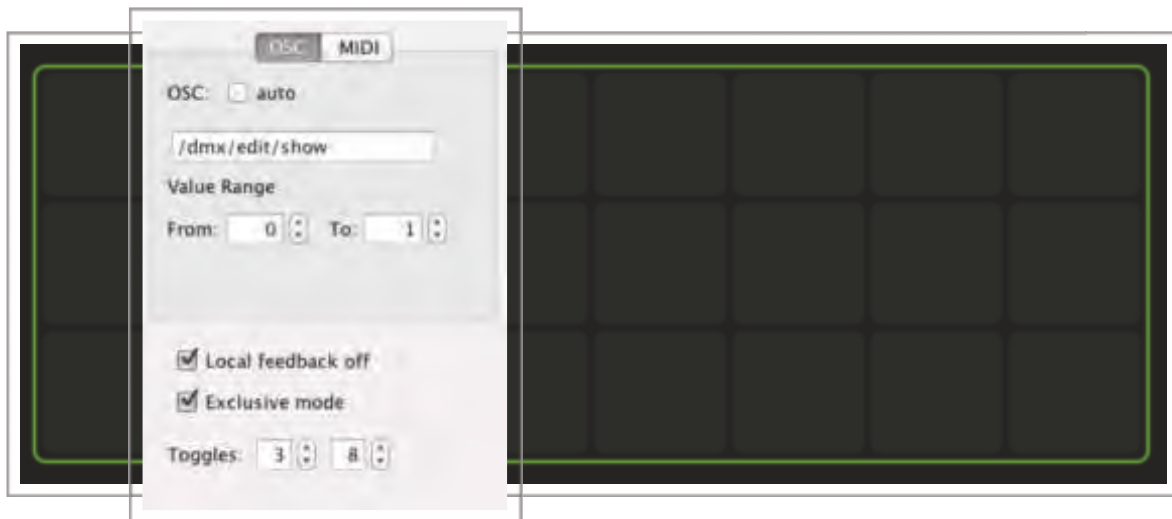 OSC MIDI
OSC: auto
/dmx/edit/show
Value Range
From: 0 To: 1
Local feedback off
Exclusive mode
Toggles: 3 8